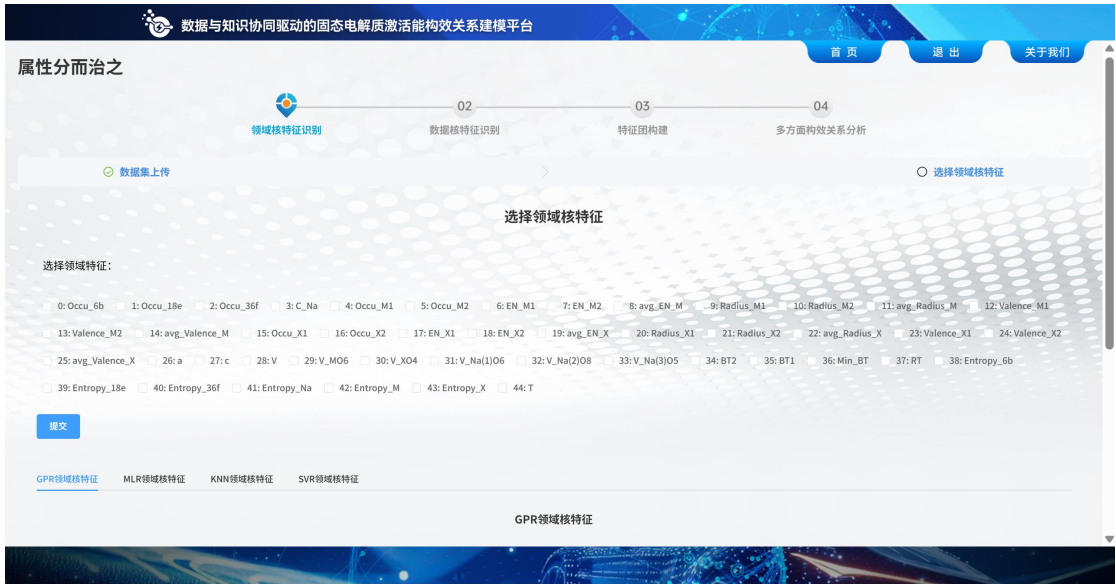 数据与知识协同驱动的固态电解质激活能构效关系建模平台
首 页 退 出 关于我们
属性分而治之
02 03 04
领域核特征识别 数据核特征识别 特征团构建 多方面构效关系分析
数据集上传 选择领域核特征
选择领域核特征
选择领域特征：
0: Occu_6b 1: Occu_18e 2: Occu_36f 3: C_Na 4: Occu_M1 5: Occu_M2 6: EN_M1 7: EN_M2 8: avg_EN_M 9: Radius_M1 10: Radius_M2 11: avg_Radius_M 12: Valence_M1
13: Valence_M2 14: avg_Valence_M 15: Occu_X1 16: Occu_X2 17: EN_X1 18: EN_X2 19: avg_EN_X 20: Radius_X1 21: Radius_X2 22: avg_Radius_X 23: Valence_X1 24: Valence_X2
25: avg_Valence_X 26: a 27: c 28: V 29: V_MO6 30: V_XO4 31: V_Na(1)O6 32: V_Na(2)O8 33: V_Na(3)O5 34: BT2 35: BT1 36: Min_BT 37: RT 38: Entropy_6b
39: Entropy_18e 40: Entropy_36f 41: Entropy_Na 42: Entropy_M 43: Entropy_X 44: T
提交
GPR领域核特征 MLR领域核特征 KNN领域核特征 SVR领域核特征
GPR领域核特征